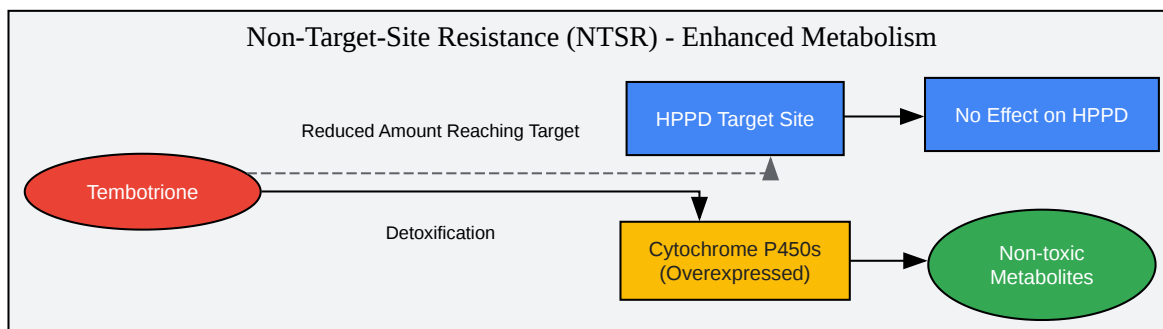 Non-Target-Site Resistance (NTSR) - Enhanced Metabolism
HPPD Target Site
No Effect on HPPD
Reduced Amount Reaching Target
Tembotrione
Detoxification
Cytochrome P450s
(Overexpressed)
Non-toxic
Metabolites